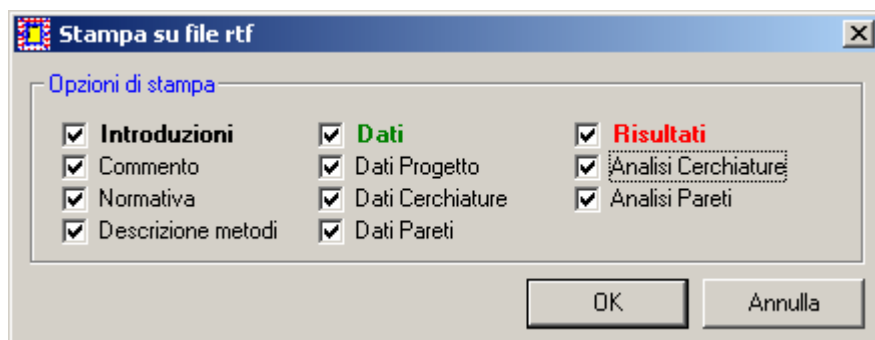 Stampa su file rtf
Opzioni di stampa
Introduzioni Dati Risultati
Commento Dati Progetto Analisi Cerchiature
Normativa Dati Cerchiature Analisi Pareti
Descrizione metodi Dati Pareti
OK Annulla